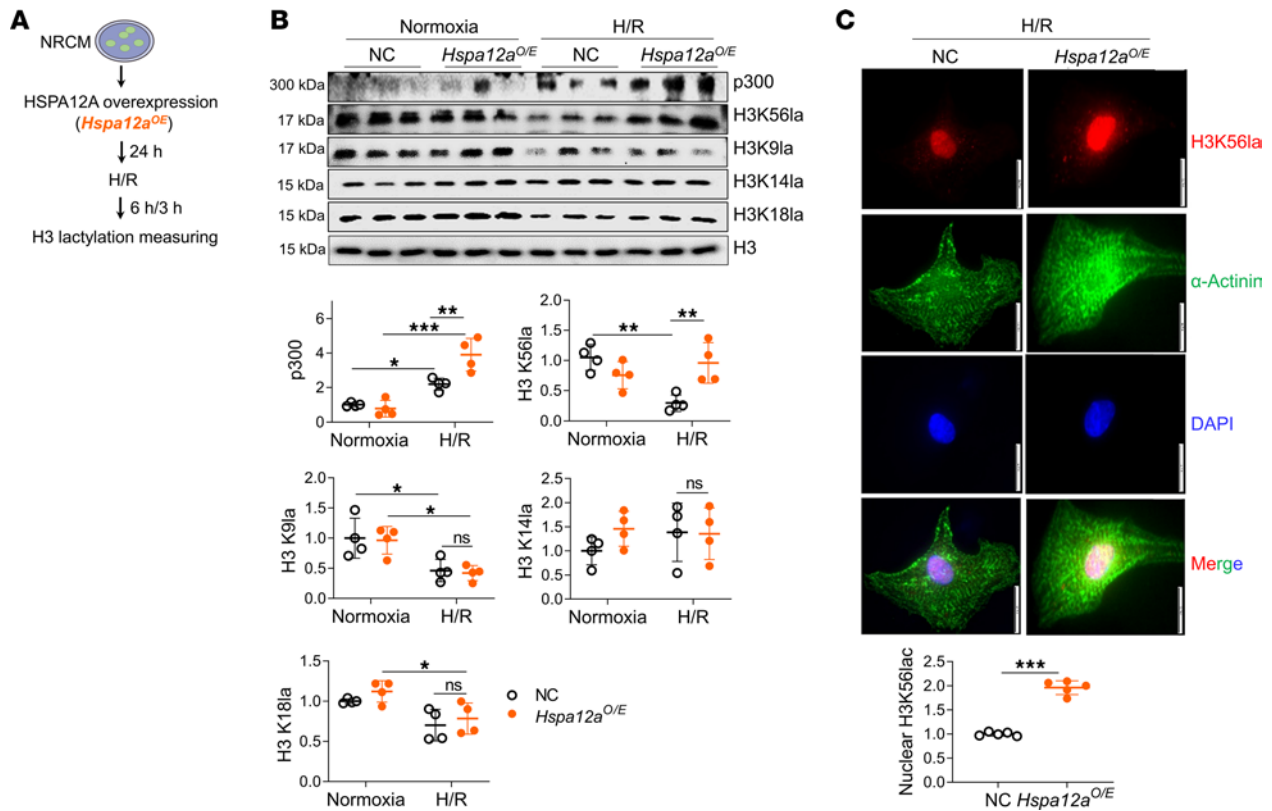 A
NRCM
HSPA12A overexpression
(Hspa12aOE)
24 h
H/R
6 h/3 h
H3 lactylation measuring
B
Normoxia H/R
NC Hspa12aO/E NC Hspa12aO/E
300 kDa p300
17 kDa H3K56la
17 kDa H3K9la
15 kDa H3K14la
15 kDa H3K18la
15 kDa H3
p300
6
4
2
0
*
***
**
Normoxia H/R
H3 K56la
1.5
1.0
0.5
0.0
**
**
Normoxia H/R
H3 K9la
2.0
1.5
1.0
0.5
0.0
*
*
ns
Normoxia H/R
H3 K14la
2.5
2.0
1.5
1.0
0.5
0.0
ns
Normoxia H/R
H3 K18la
1.5
1.0
0.5
0.0
*
ns
Normoxia H/R
NC
Hspa12aO/E
C
H/R
NC Hspa12aO/E
H3K56la
α-Actinin
DAPI
Merge
Nuclear H3K56lac
2.5
2.0
1.5
1.0
0.5
0.0
***
NC Hspa12aO/E